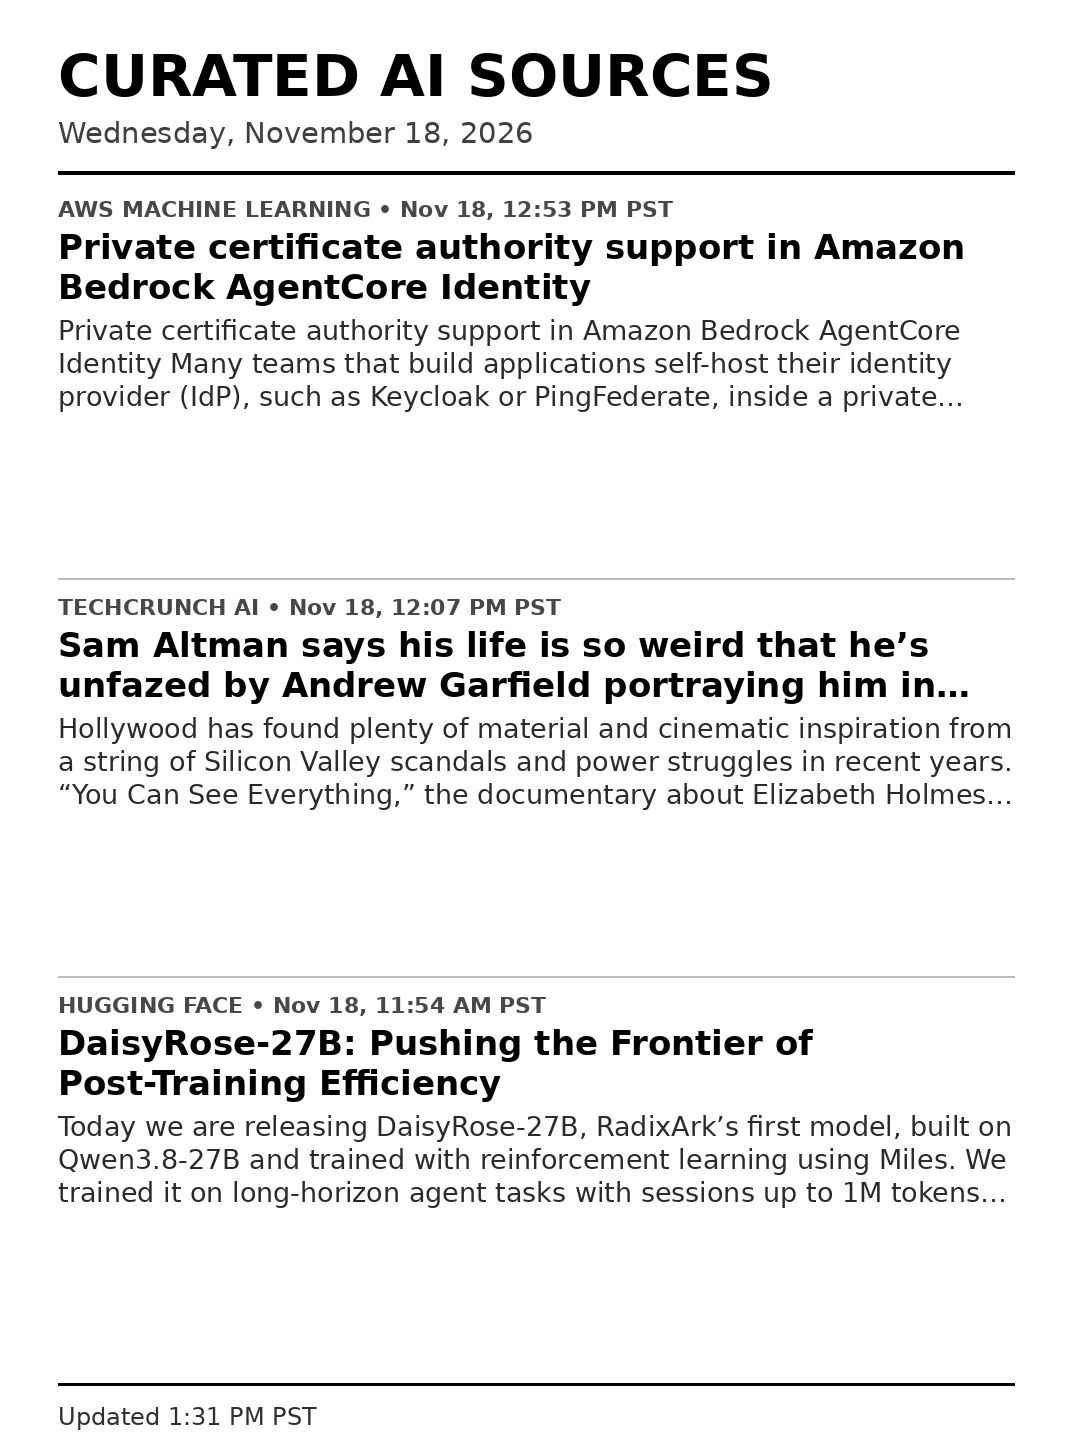 CURATED AI SOURCES
Wednesday, November 18, 2026
AWS MACHINE LEARNING • Nov 18, 12:53 PM PST
Private certificate authority support in Amazon
Bedrock AgentCore Identity
Private certificate authority support in Amazon Bedrock AgentCore
Identity Many teams that build applications self-host their identity
provider (IdP), such as Keycloak or PingFederate, inside a private…
TECHCRUNCH AI • Nov 18, 12:07 PM PST
Sam Altman says his life is so weird that he’s
unfazed by Andrew Garfield portraying him in…
Hollywood has found plenty of material and cinematic inspiration from
a string of Silicon Valley scandals and power struggles in recent years.
“You Can See Everything,” the documentary about Elizabeth Holmes…
HUGGING FACE • Nov 18, 11:54 AM PST
DaisyRose-27B: Pushing the Frontier of
Post-Training Efficiency
Today we are releasing DaisyRose-27B, RadixArk’s first model, built on
Qwen3.8-27B and trained with reinforcement learning using Miles. We
trained it on long-horizon agent tasks with sessions up to 1M tokens…
Updated 1:31 PM PST